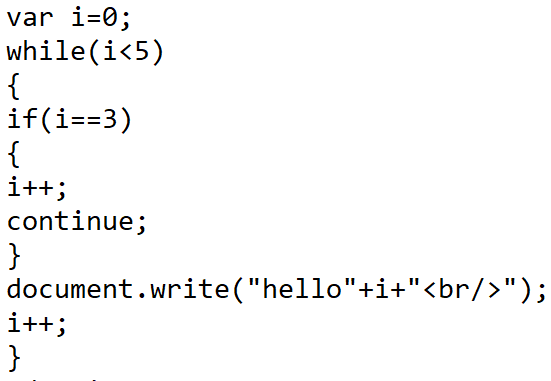 var i=0;
while(i<5)
{
if(i==3)
{
i++;
continue;
}
document.write("hello"+i+"<br/>");
i++;
}